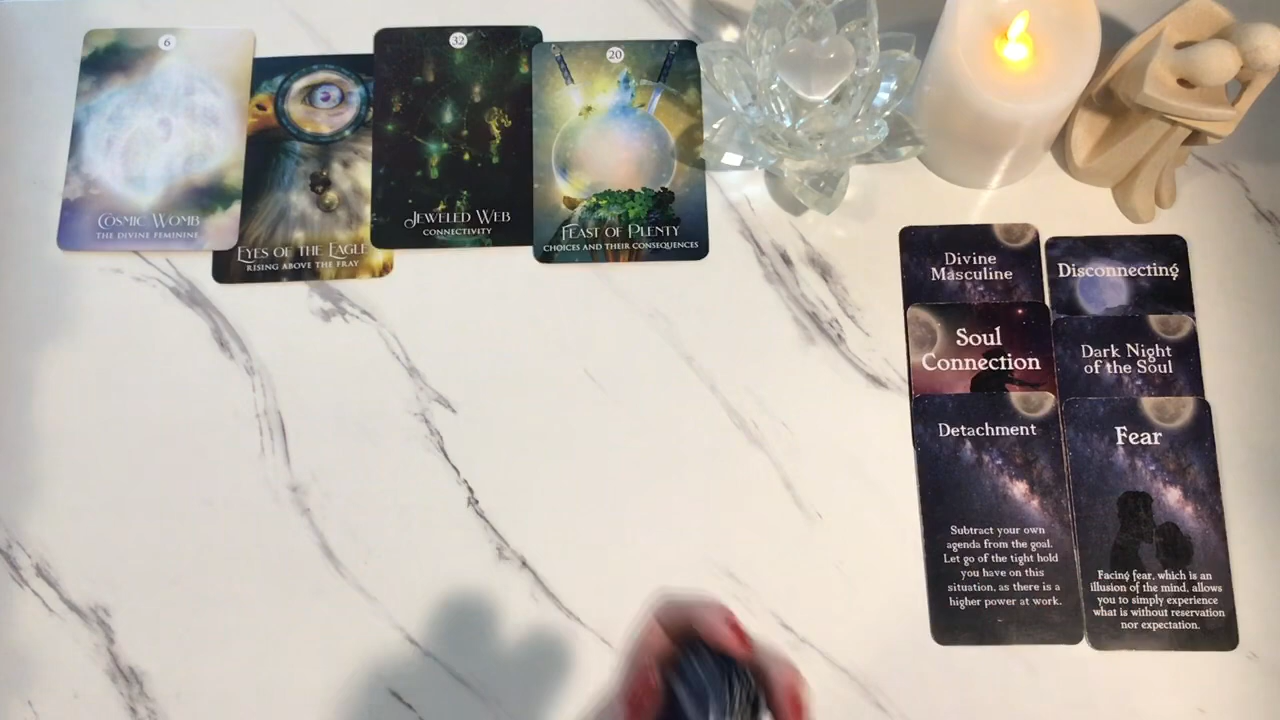 6
COSMIC WOMB
THE DIVINE FEMININE
EYES OF THE EAGLE
RISING ABOVE THE FRAY
32
JEWELED WEB
CONNECTIVITY
20
FEAST OF PLENTY
CHOICES AND THEIR CONSEQUENCES
Divine
Masculine
Soul
Connection
Detachment
Subtract your own
agenda from the goal.
Let go of the tight hold
you have on this
situation, as there is a
higher power at work.
Disconnecting
Dark Night
of the Soul
Fear
Facing fear, which is an
illusion of the mind, allows
you to simply experience
what is without reservation
nor expectation.